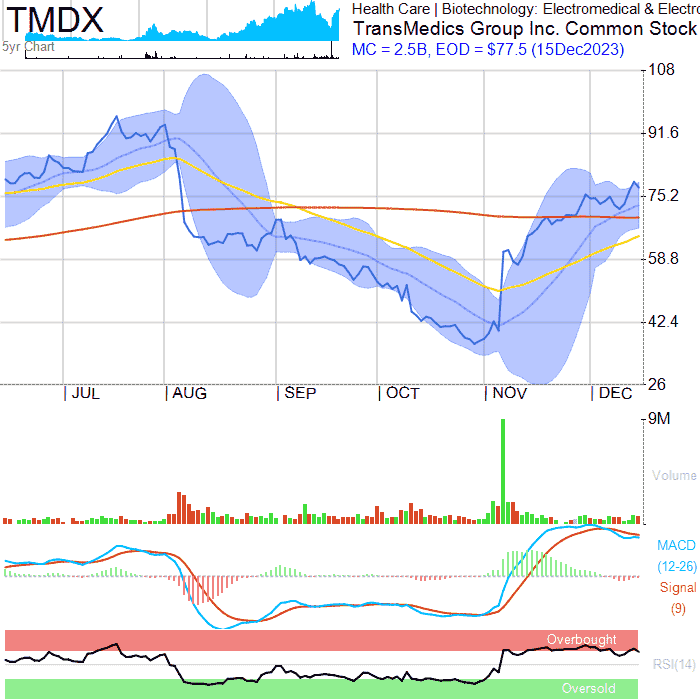 TMDX
5yr Chart
Health Care | Biotechnology: Electromedical & Electro
TransMedics Group Inc. Common Stock
MC = 2.5B, EOD = $77.5 (15Dec2023)
108
91.6
75.2
58.8
42.4
26
| JUL | AUG | SEP | OCT | NOV | DEC
9M
Volume
MACD
(12-26)
Signal
(9)
Overbought
RSI(14)
Oversold